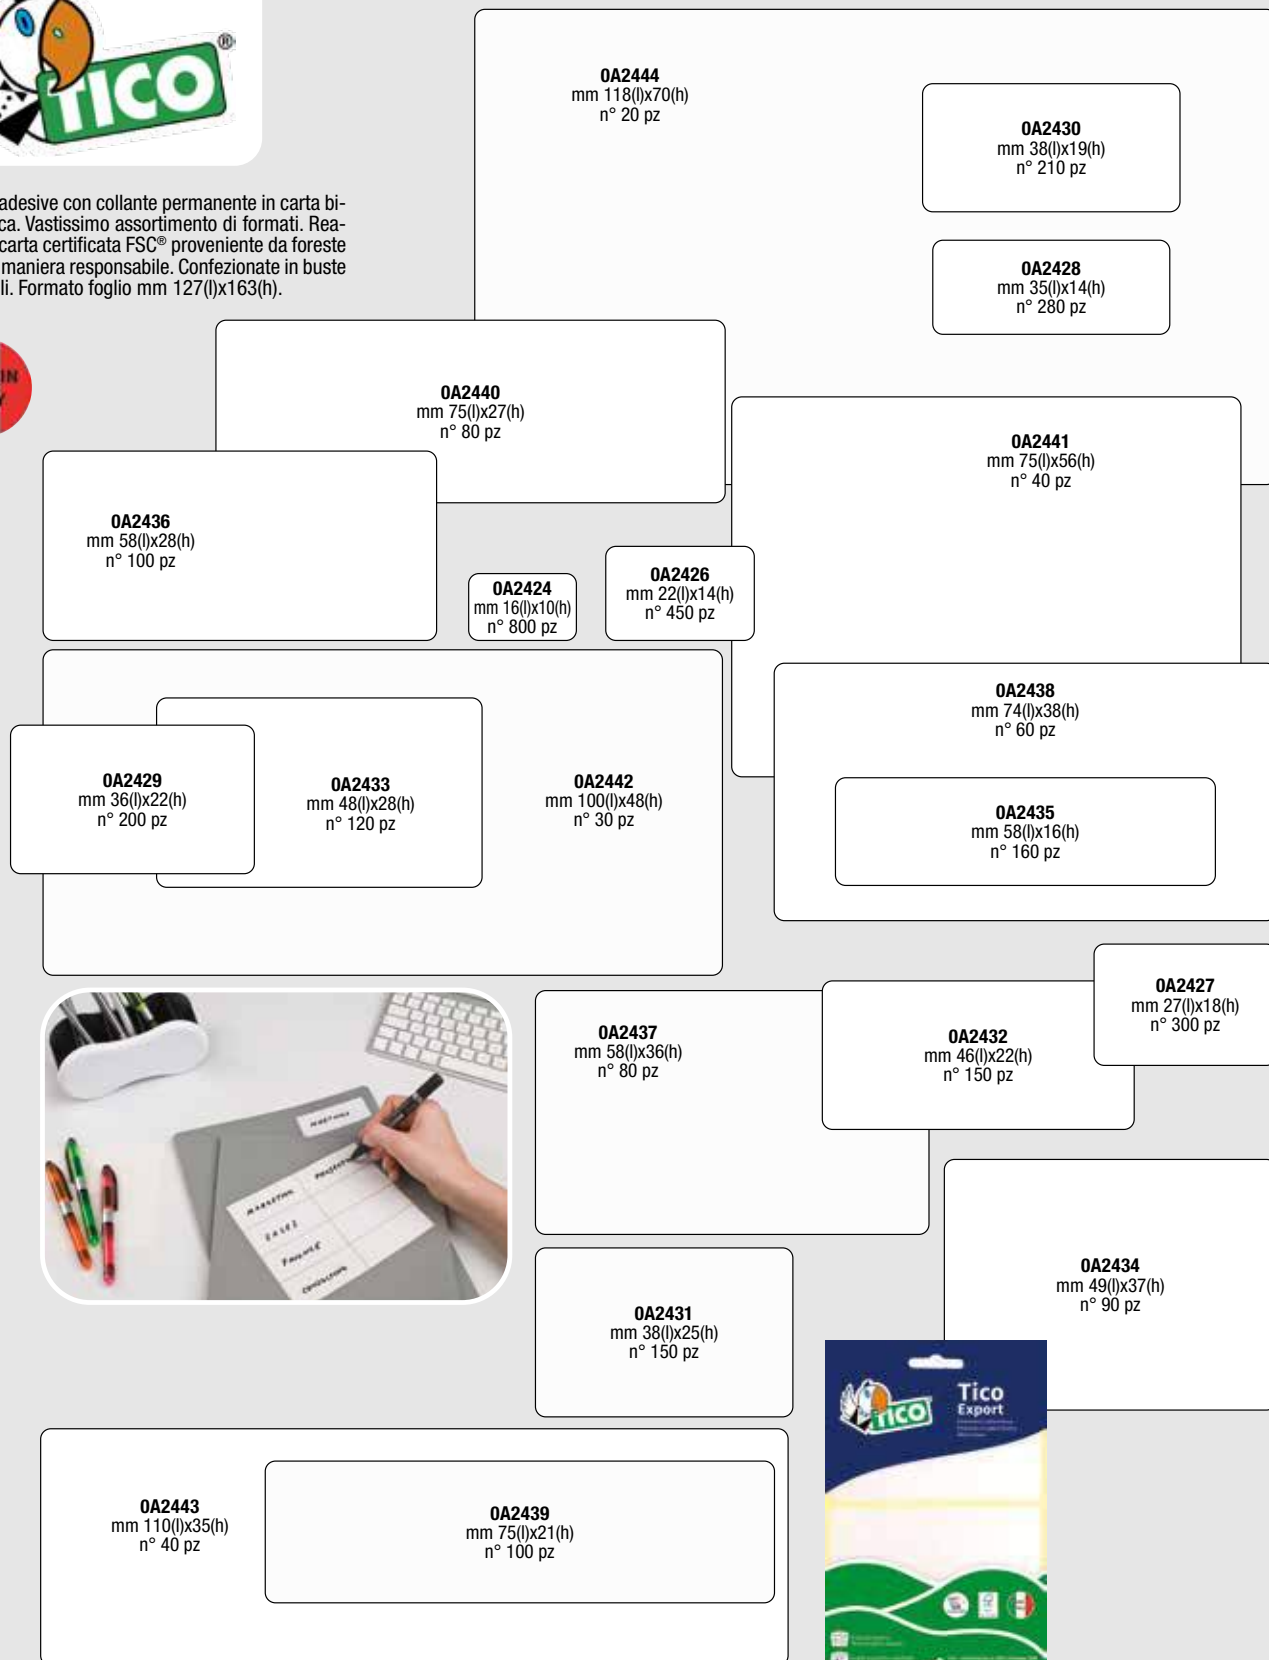 TICO®
adesive con collante permanente in carta bi-
ca. Vastissimo assortimento di formati. Rea-
carta certificata FSC® proveniente da foreste
maniera responsabile. Confezionate in buste
li. Formato foglio mm 127(l)x163(h).
IN
Y
0A2444
mm 118(l)x70(h)
n° 20 pz
0A2430
mm 38(l)x19(h)
n° 210 pz
0A2428
mm 35(l)x14(h)
n° 280 pz
0A2440
mm 75(l)x27(h)
n° 80 pz
0A2441
mm 75(l)x56(h)
n° 40 pz
0A2436
mm 58(l)x28(h)
n° 100 pz
0A2424
mm 16(l)x10(h)
n° 800 pz
0A2426
mm 22(l)x14(h)
n° 450 pz
0A2438
mm 74(l)x38(h)
n° 60 pz
0A2429
mm 36(l)x22(h)
n° 200 pz
0A2433
mm 48(l)x28(h)
n° 120 pz
0A2442
mm 100(l)x48(h)
n° 30 pz
0A2435
mm 58(l)x16(h)
n° 160 pz
0A2427
mm 27(l)x18(h)
n° 300 pz
0A2437
mm 58(l)x36(h)
n° 80 pz
0A2432
mm 46(l)x22(h)
n° 150 pz
MARKETING
SALES
FINANCE
0A2434
mm 49(l)x37(h)
n° 90 pz
0A2431
mm 38(l)x25(h)
n° 150 pz
TICO
Tico
Export
0A2443
mm 110(l)x35(h)
n° 40 pz
0A2439
mm 75(l)x21(h)
n° 100 pz